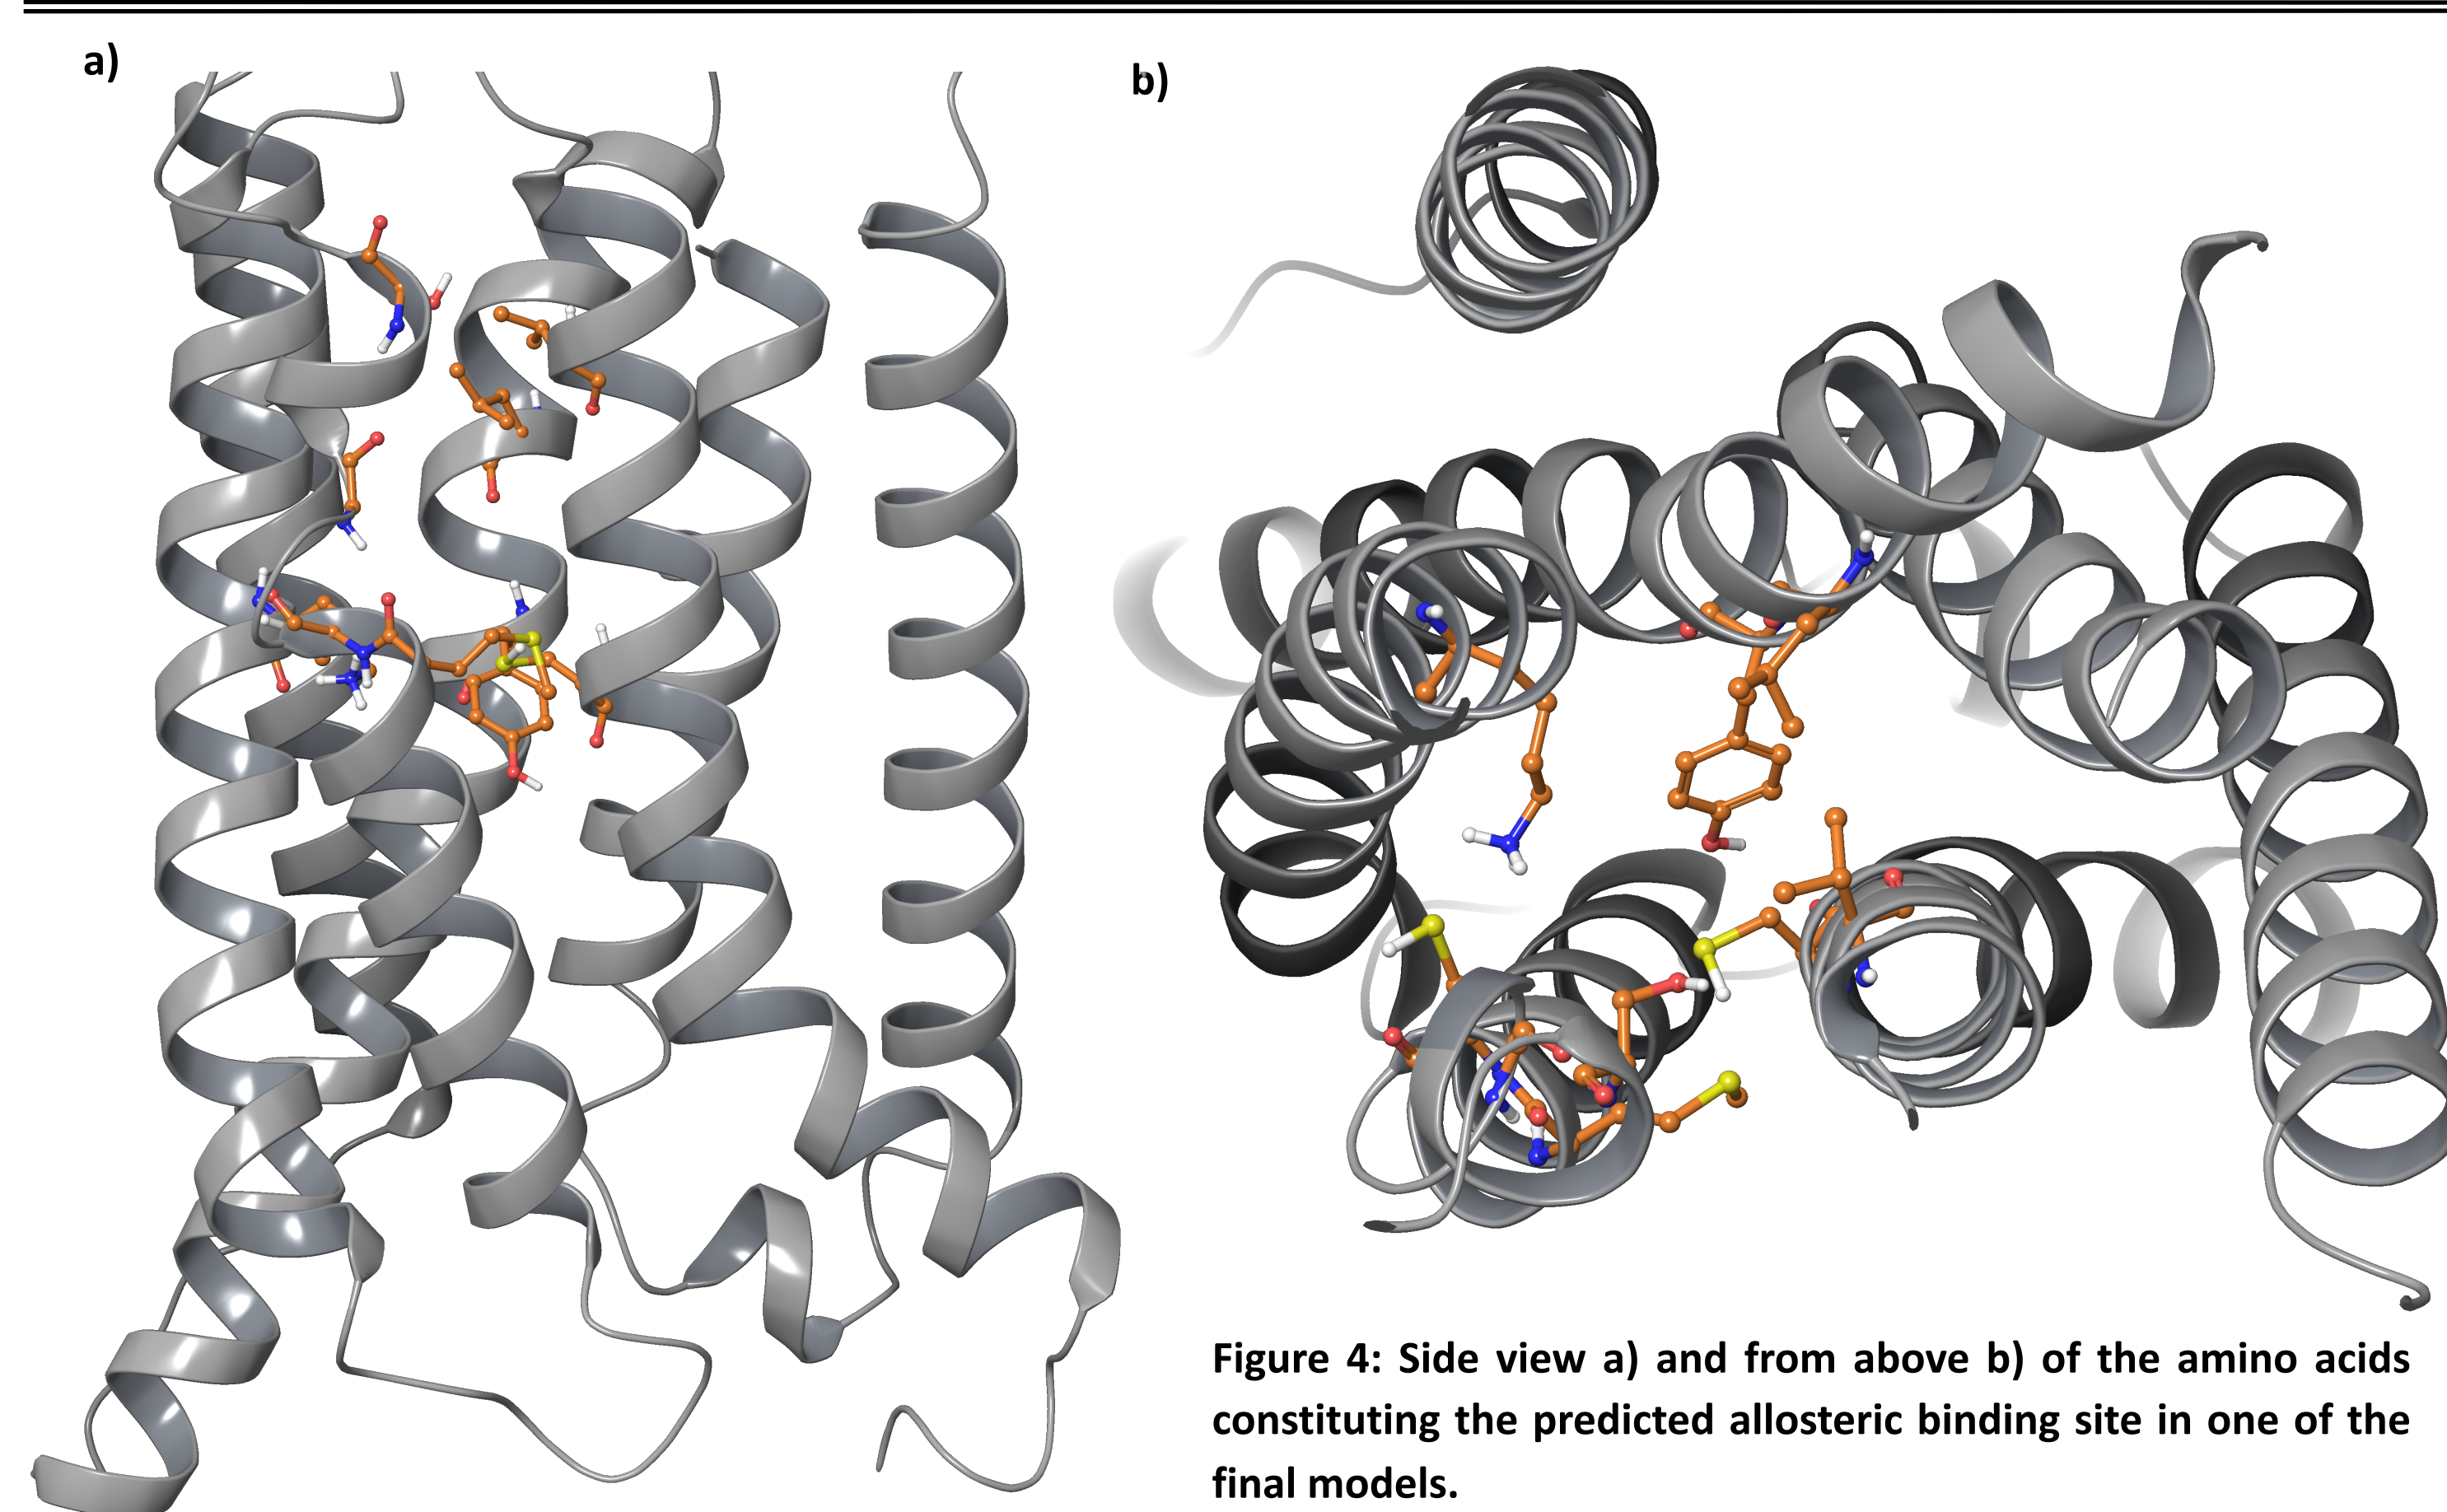 a)
b)
Figure 4: Side view a) and from above b) of the amino acids
constituting the predicted allosteric binding site in one of the
final models.